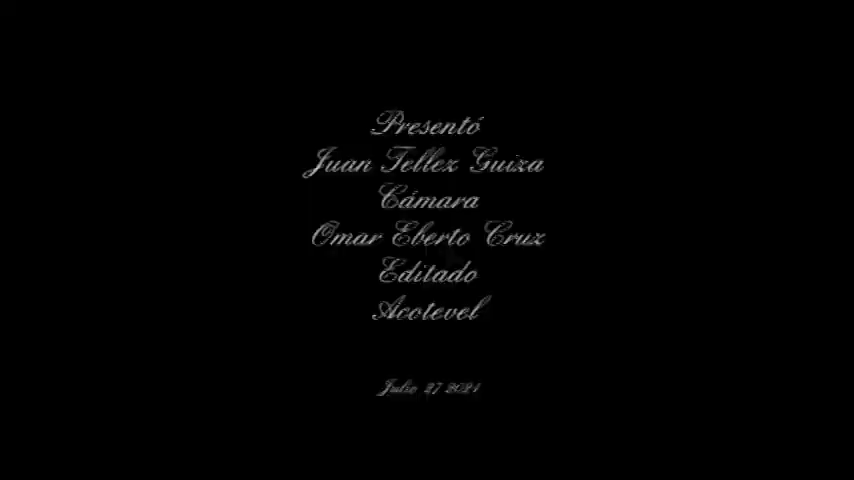 Presentó
Juan Tellez Guiza
Cámara
Omar Eberto Cruz
Editado
Acotevel
Julio 27 2021